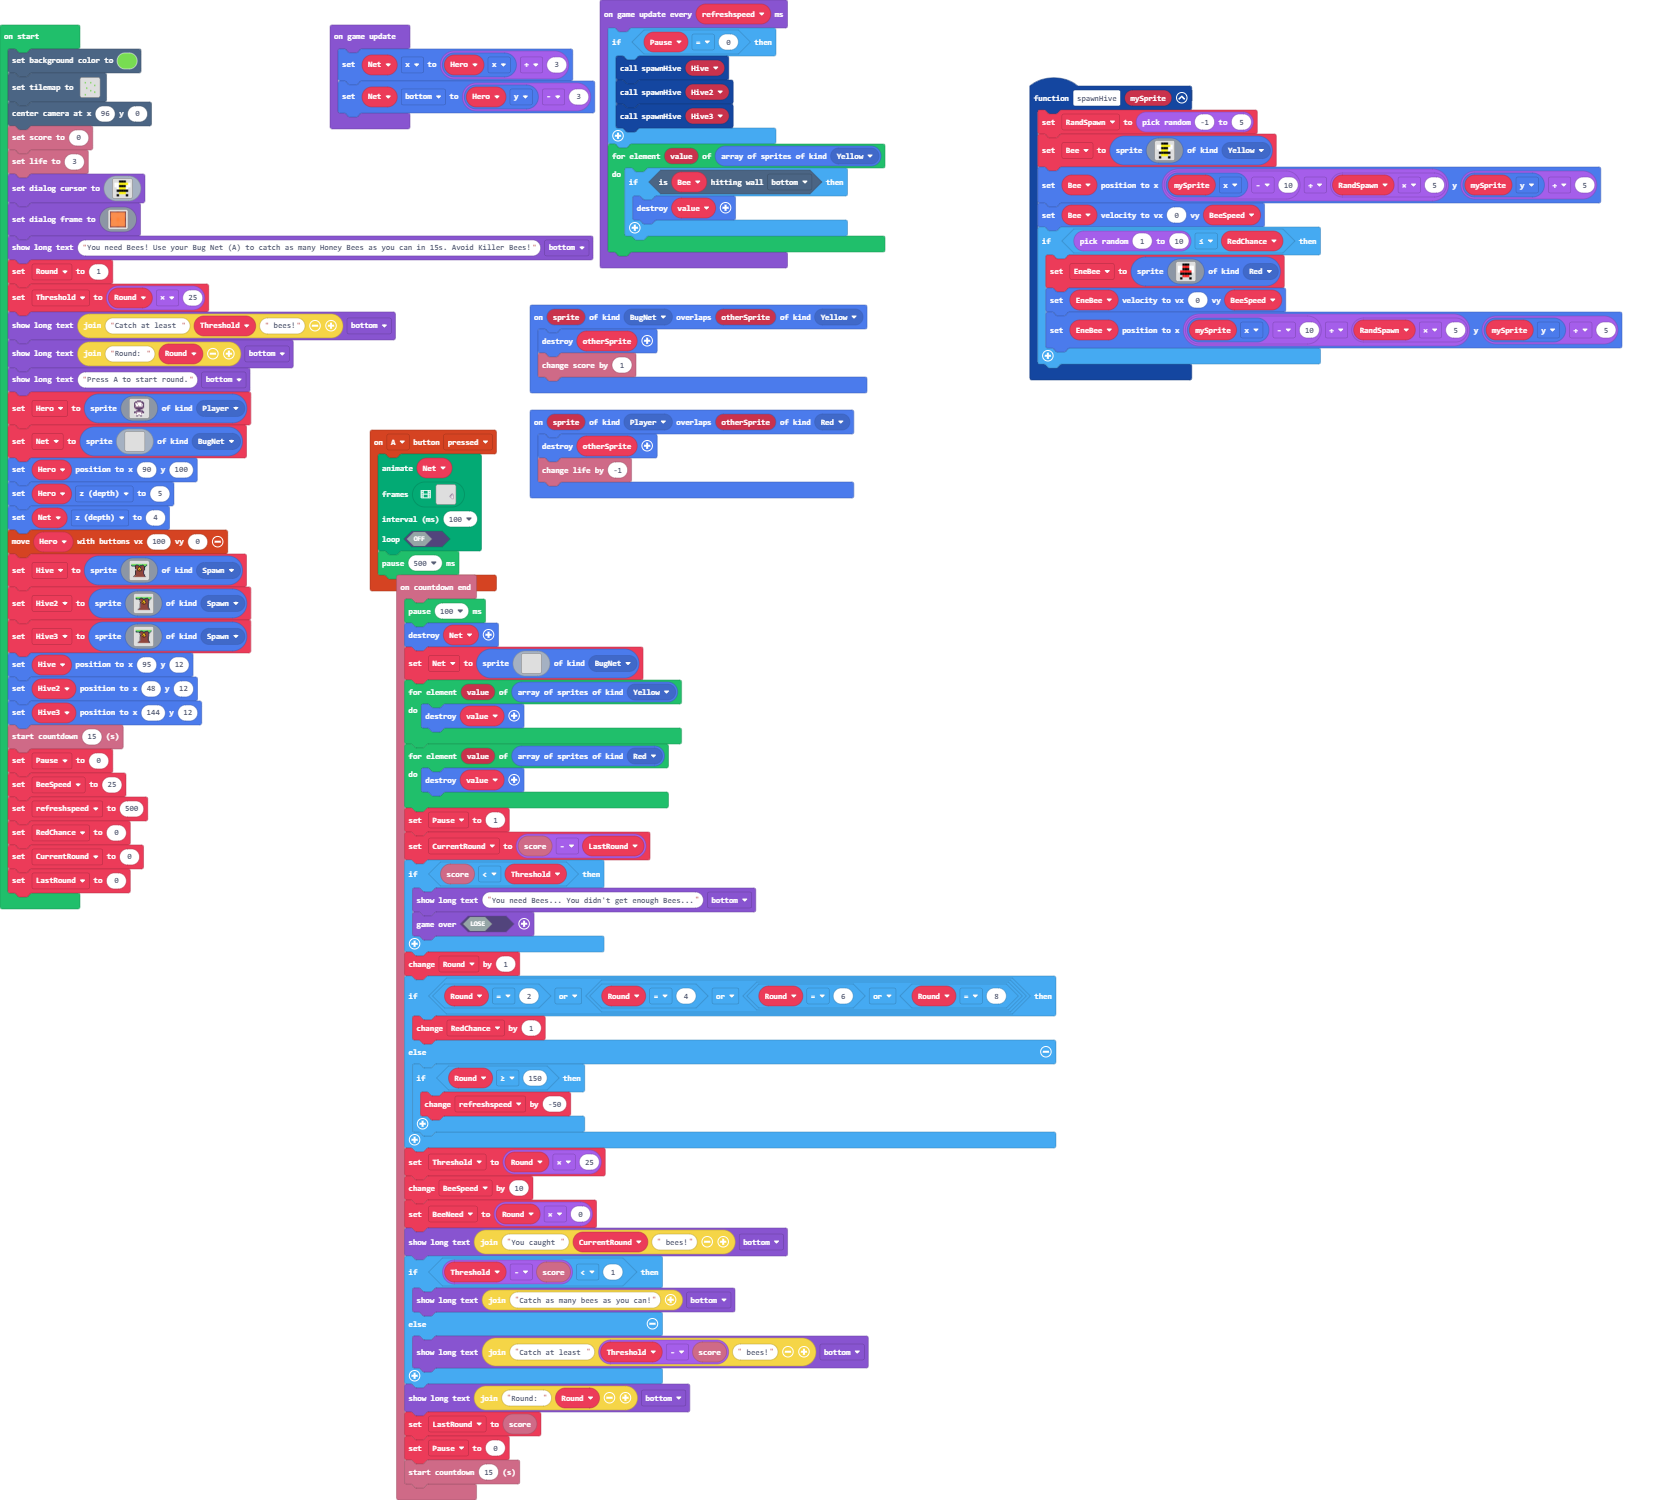 on start
set background color to
set tilemap to
center camera at x 96 y 0
set score to 0
set life to 3
set dialog cursor to
set dialog frame to
show long text "You need Bees! Use your Bug Net (A) to catch as many Honey Bees as you can in 15s. Avoid Killer Bees!" bottom
set Round to 1
set Threshold to Round × 25
show long text join "Catch at least " Threshold " bees!" bottom
show long text join "Round: " Round bottom
show long text "Press A to start round." bottom
set Hero to sprite of kind Player
set Net to sprite of kind BugNet
set Hero position to x 90 y 100
set Hero z (depth) to 5
set Net z (depth) to 4
move Hero with buttons vx 100 vy 0
set Hive to sprite of kind Spawn
set Hive2 to sprite of kind Spawn
set Hive3 to sprite of kind Spawn
set Hive position to x 95 y 12
set Hive2 position to x 48 y 12
set Hive3 position to x 144 y 12
start countdown 15 (s)
set Pause to 0
set BeeSpeed to 25
set refreshspeed to 500
set RedChance to 0
set CurrentRound to 0
set LastRound to 0
on game update
set Net x to Hero x + 3
set Net bottom to Hero y - 3
on game update every refreshspeed ms
if Pause = 0 then
call spawnHive Hive
call spawnHive Hive2
call spawnHive Hive3
for element value of array of sprites of kind Yellow
do
if is Bee hitting wall bottom then
destroy value
on sprite of kind BugNet overlaps otherSprite of kind Yellow
destroy otherSprite
change score by 1
on sprite of kind Player overlaps otherSprite of kind Red
destroy otherSprite
change life by -1
on A button pressed
animate Net
frames
interval (ms) 100
loop OFF
pause 500 ms
on countdown end
pause 100 ms
destroy Net
set Net to sprite of kind BugNet
for element value of array of sprites of kind Yellow
do
destroy value
for element value of array of sprites of kind Red
do
destroy value
set Pause to 1
set CurrentRound to score - LastRound
if score < Threshold then
show long text "You need Bees... You didn't get enough Bees..." bottom
game over LOSE
change Round by 1
if Round = 2 or Round = 4 or Round = 6 or Round = 8 then
change RedChance by 1
else
if Round ≥ 150 then
change refreshspeed by -50
set Threshold to Round × 25
change BeeSpeed by 10
set BeeNeed to Round × 0
show long text join "You caught " CurrentRound " bees!" bottom
if Threshold - score < 1 then
show long text join "Catch as many bees as you can!" bottom
else
show long text join "Catch at least " Threshold - score " bees!" bottom
show long text join "Round: " Round bottom
set LastRound to score
set Pause to 0
start countdown 15 (s)
function spawnHive mySprite
set RandSpawn to pick random -1 to 5
set Bee to sprite of kind Yellow
set Bee position to x mySprite x - 10 + RandSpawn × 5 y mySprite y + 5
set Bee velocity to vx 0 vy BeeSpeed
if pick random 1 to 10 ≤ RedChance then
set EneBee to sprite of kind Red
set EneBee velocity to vx 0 vy BeeSpeed
set EneBee position to x mySprite x - 10 + RandSpawn × 5 y mySprite y + 5